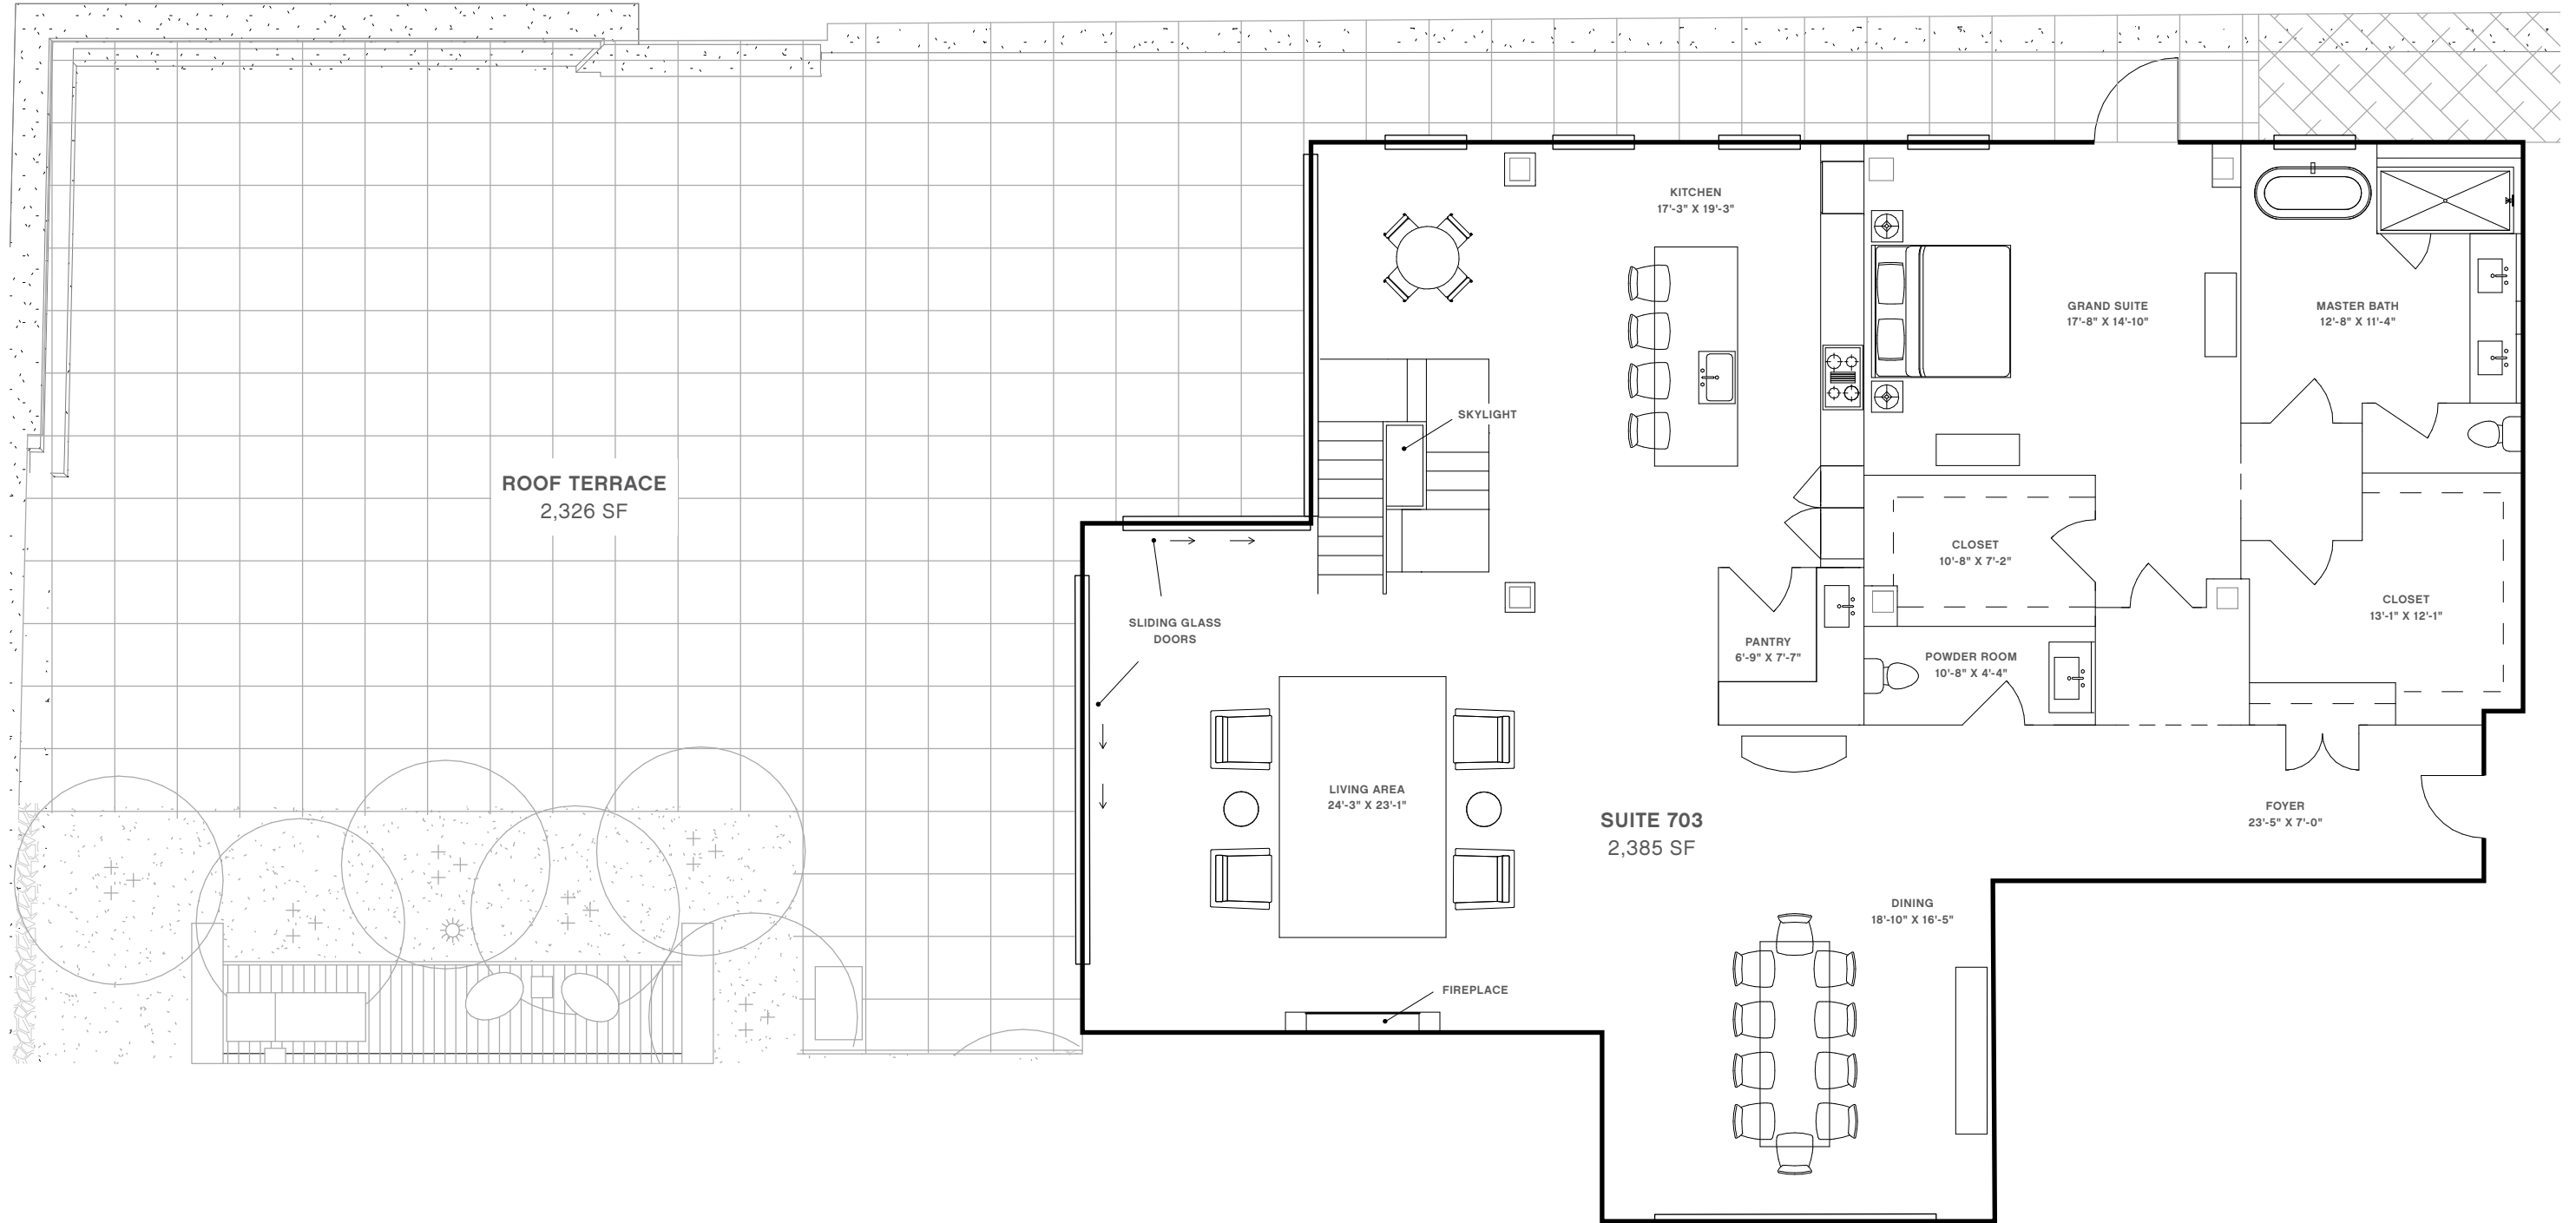 KITCHEN
17'-3" X 19'-3"
GRAND SUITE
17'-8" X 14'-10"
MASTER BATH
12'-8" X 11'-4"
SKYLIGHT
ROOF TERRACE
2,326 SF
CLOSET
10'-8" X 7'-2"
CLOSET
13'-1" X 12'-1"
SLIDING GLASS
DOORS
PANTRY
6'-9" X 7'-7"
POWDER ROOM
10'-8" X 4'-4"
LIVING AREA
24'-3" X 23'-1"
SUITE 703
2,385 SF
FOYER
23'-5" X 7'-0"
DINING
18'-10" X 16'-5"
FIREPLACE